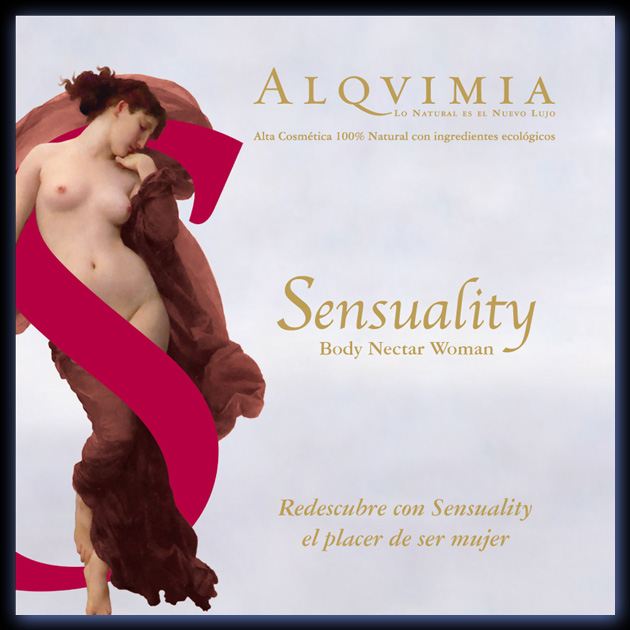 ALQVIMIA
LO NATURAL ES EL NUEVO LUJO
Alta Cosmética 100% Natural con ingredientes ecológicos
S
Sensuality
Body Nectar Woman
Redescubre con Sensuality
el placer de ser mujer